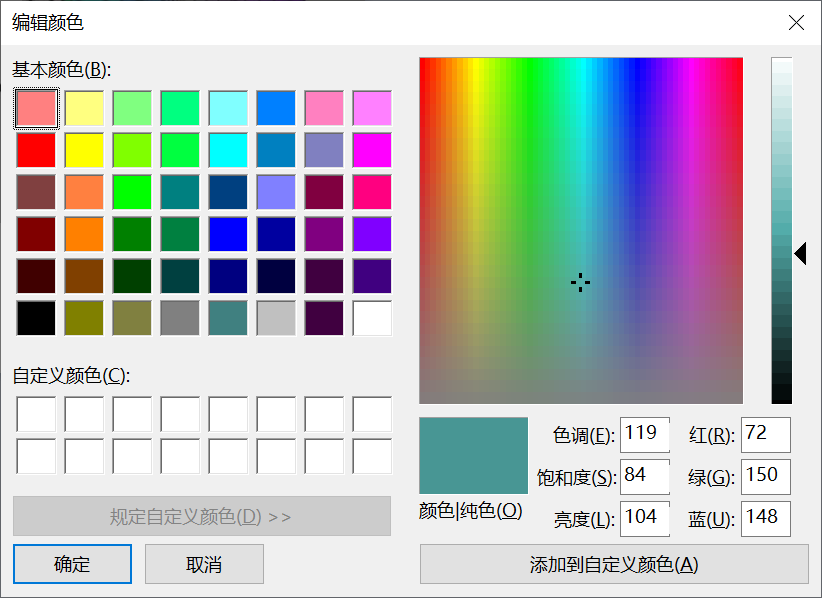 编辑颜色
基本颜色(B):
自定义颜色(C):
规定自定义颜色(D) >>
确定
取消
颜色|纯色(O)
色调(E): 119
红(R): 72
饱和度(S): 84
绿(G): 150
亮度(L): 104
蓝(U): 148
添加到自定义颜色(A)